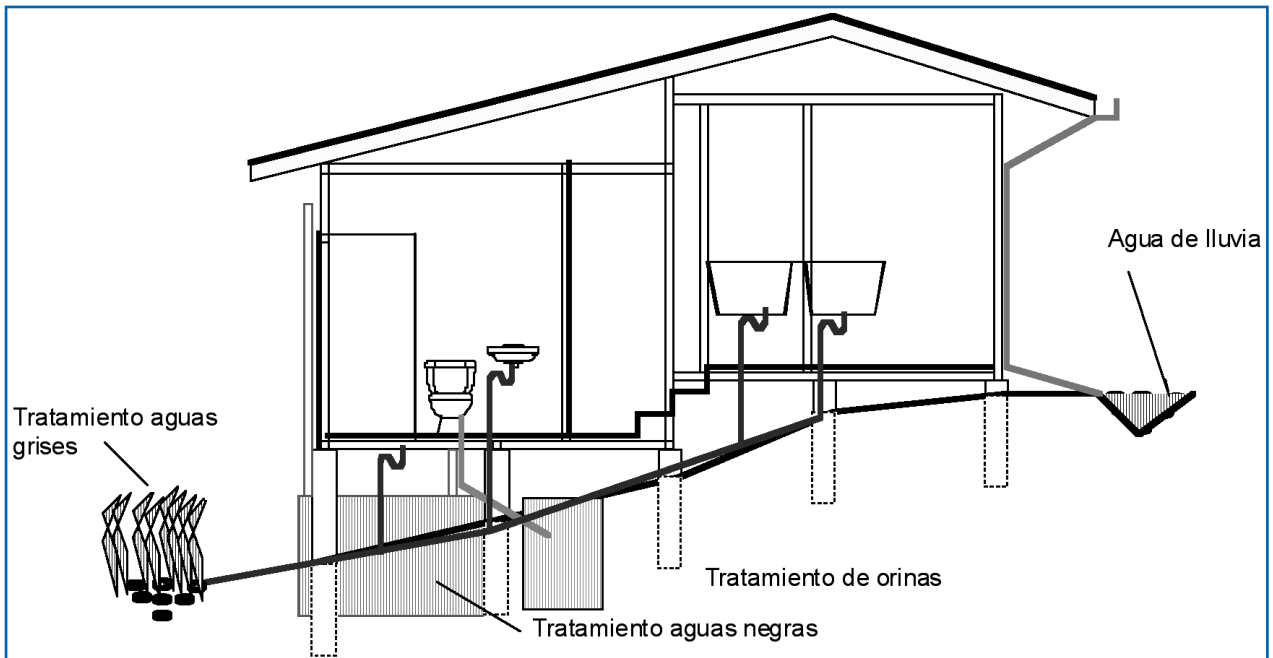 Agua de lluvia
Tratamiento aguas
grises
Tratamiento de orinas
Tratamiento aguas negras